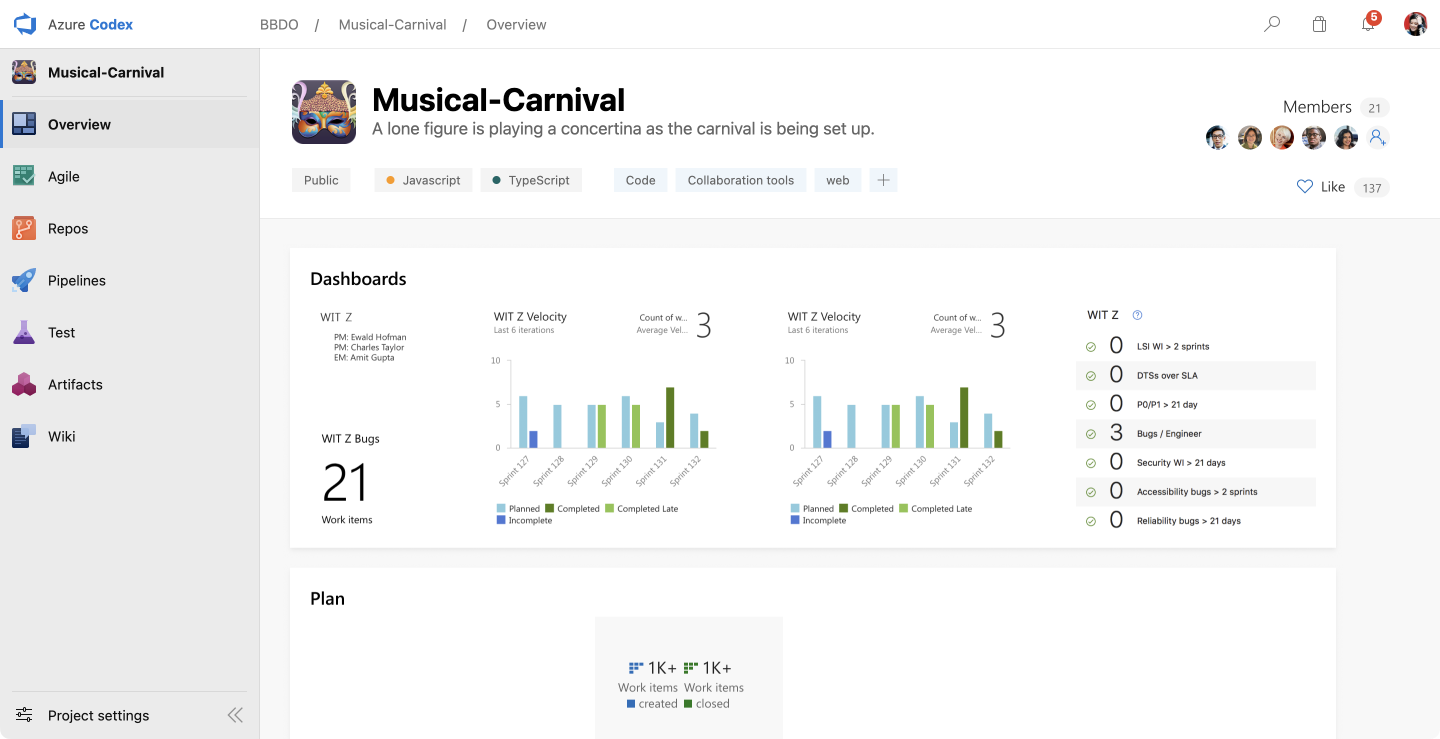 Azure Codex
BBDO / Musical-Carnival / Overview
5
Musical-Carnival
Overview
Agile
Repos
Pipelines
Test
Artifacts
Wiki
Project settings
Musical-Carnival
A lone figure is playing a concertina as the carnival is being set up.
Public
Javascript
TypeScript
Code
Collaboration tools
web
Members 21
Like 137
Dashboards
WIT Z
PM: Ewald Hofman
PM: Charles Taylor
EM: Amit Gupta
WIT Z Bugs
21
Work items
WIT Z Velocity
Last 6 iterations
Count of w...
Average Vel...
3
10
5
0
Sprint 127
Sprint 128
Sprint 129
Sprint 130
Sprint 131
Sprint 132
Planned Completed Completed Late
Incomplete
WIT Z Velocity
Last 6 iterations
Count of w...
Average Vel...
3
10
5
0
Sprint 127
Sprint 128
Sprint 129
Sprint 130
Sprint 131
Sprint 132
Planned Completed Completed Late
Incomplete
WIT Z ?
0 LSI WI > 2 sprints
0 DTSs over SLA
0 P0/P1 > 21 day
3 Bugs / Engineer
0 Security WI > 21 days
0 Accessibility bugs > 2 sprints
0 Reliability bugs > 21 days
Plan
1K+ 1K+
Work items Work items
created closed